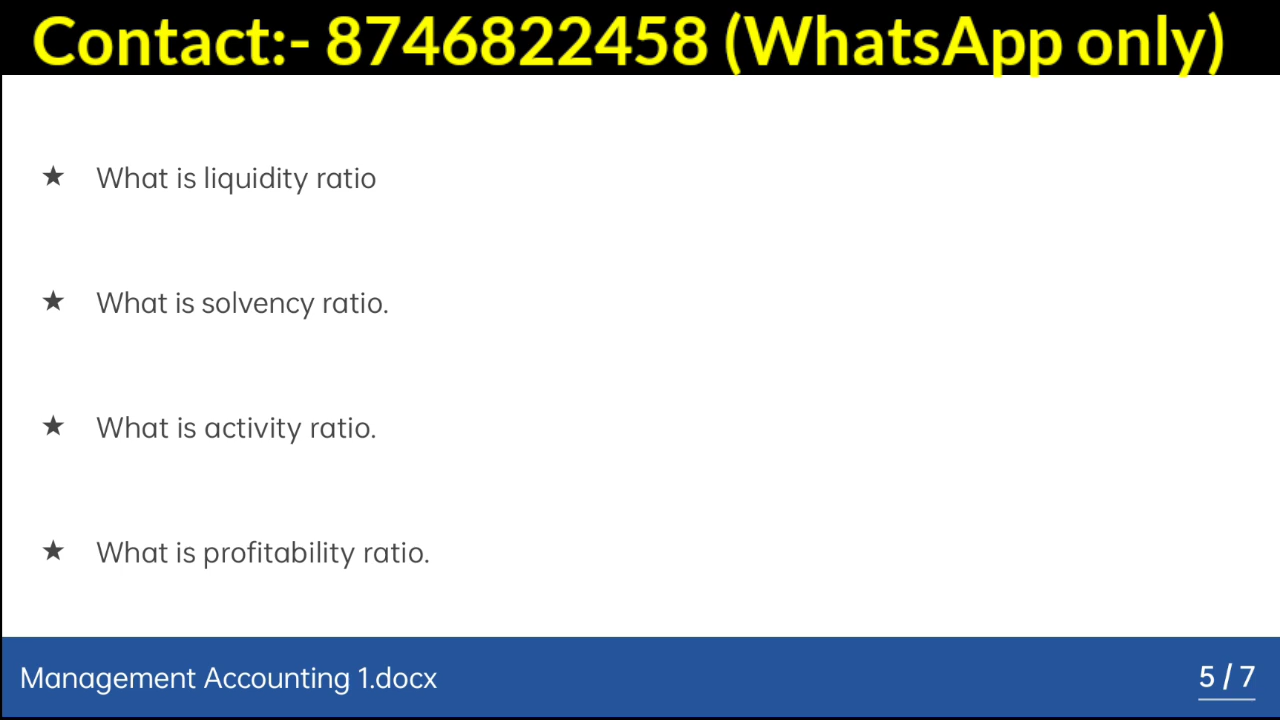 Contact:- 8746822458 (WhatsApp only)
★ What is liquidity ratio
★ What is solvency ratio.
★ What is activity ratio.
★ What is profitability ratio.
Management Accounting 1.docx
5 / 7